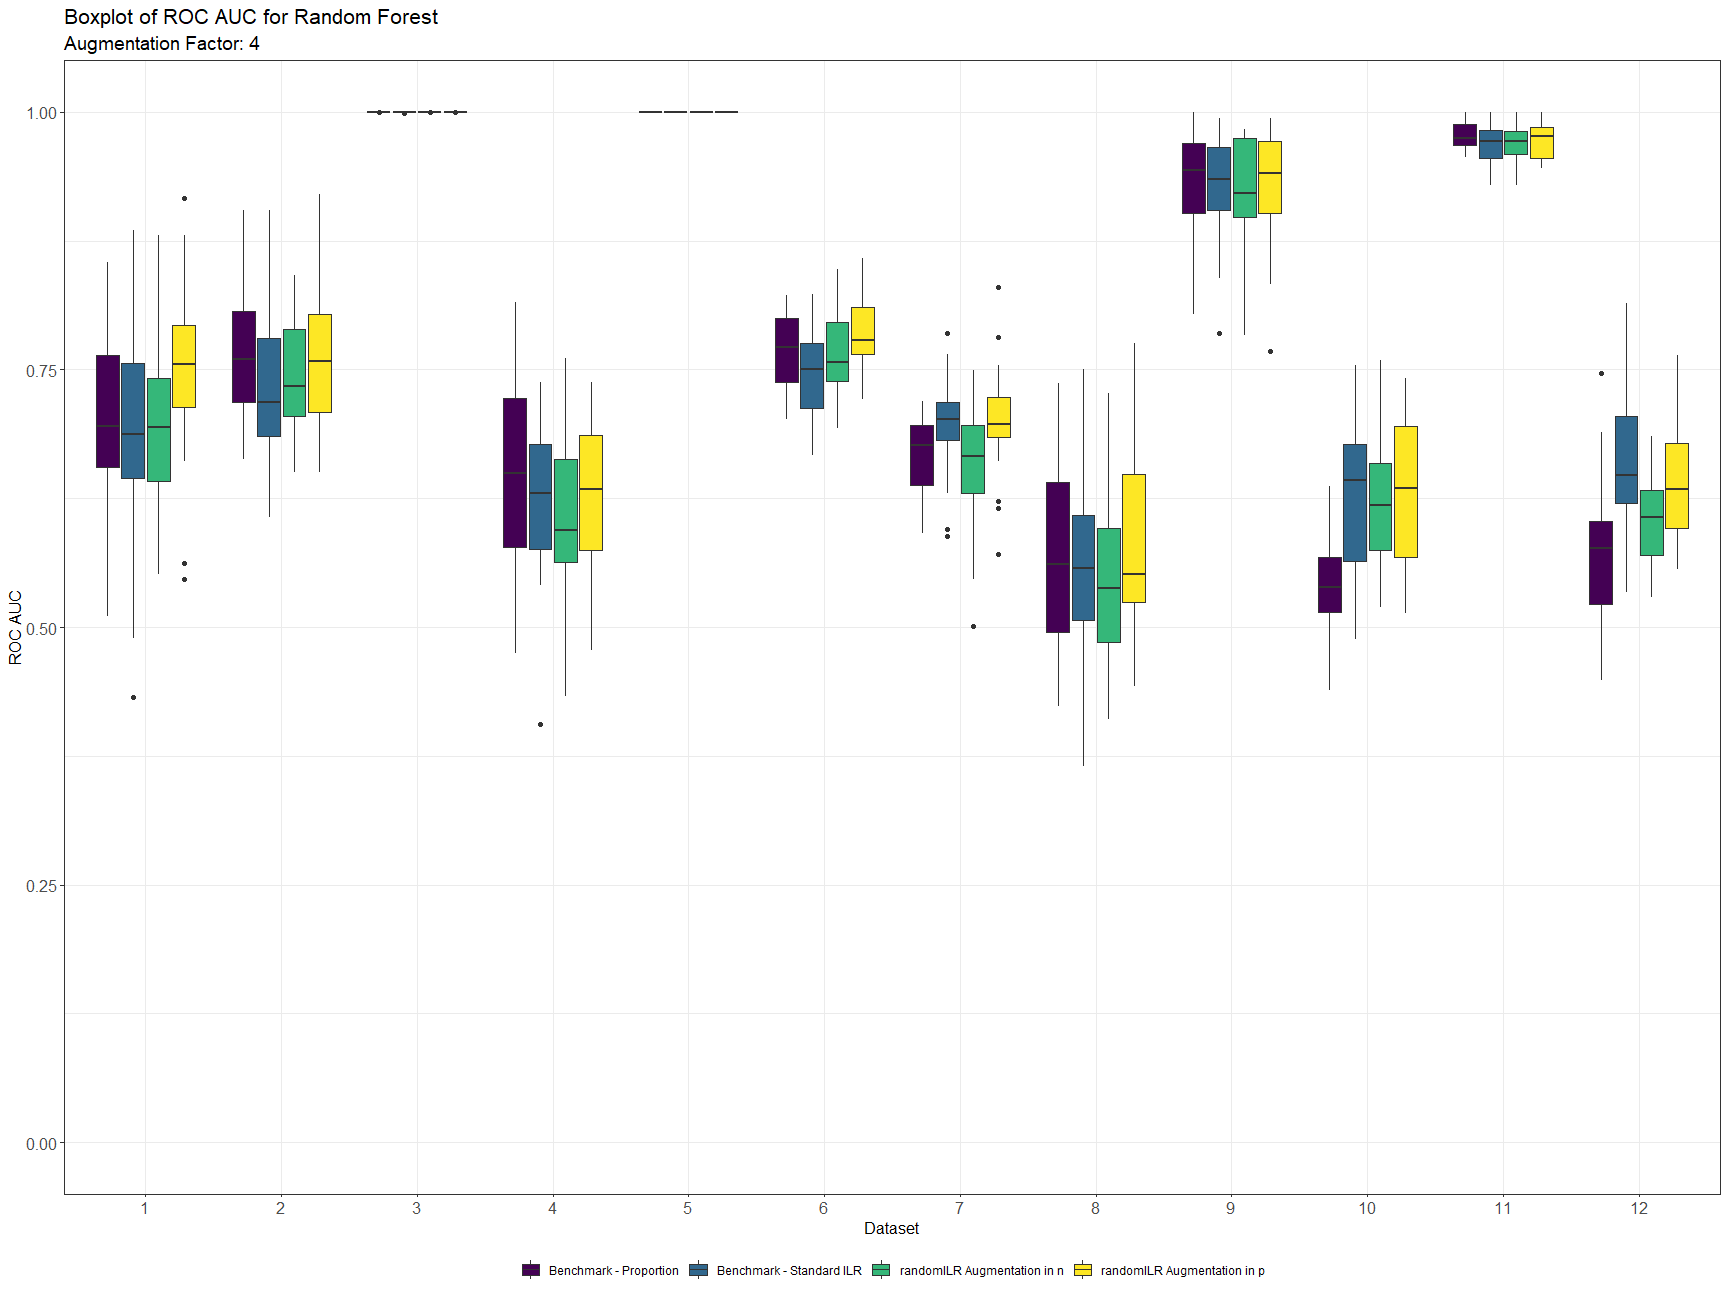 Boxplot of ROC AUC for Random Forest
Augmentation Factor: 4
ROC AUC
1.00
0.75
0.50
0.25
0.00
1 2 3 4 5 6 7 8 9 10 11 12
Dataset
Benchmark - Proportion Benchmark - Standard ILR randomILR Augmentation in n randomILR Augmentation in p